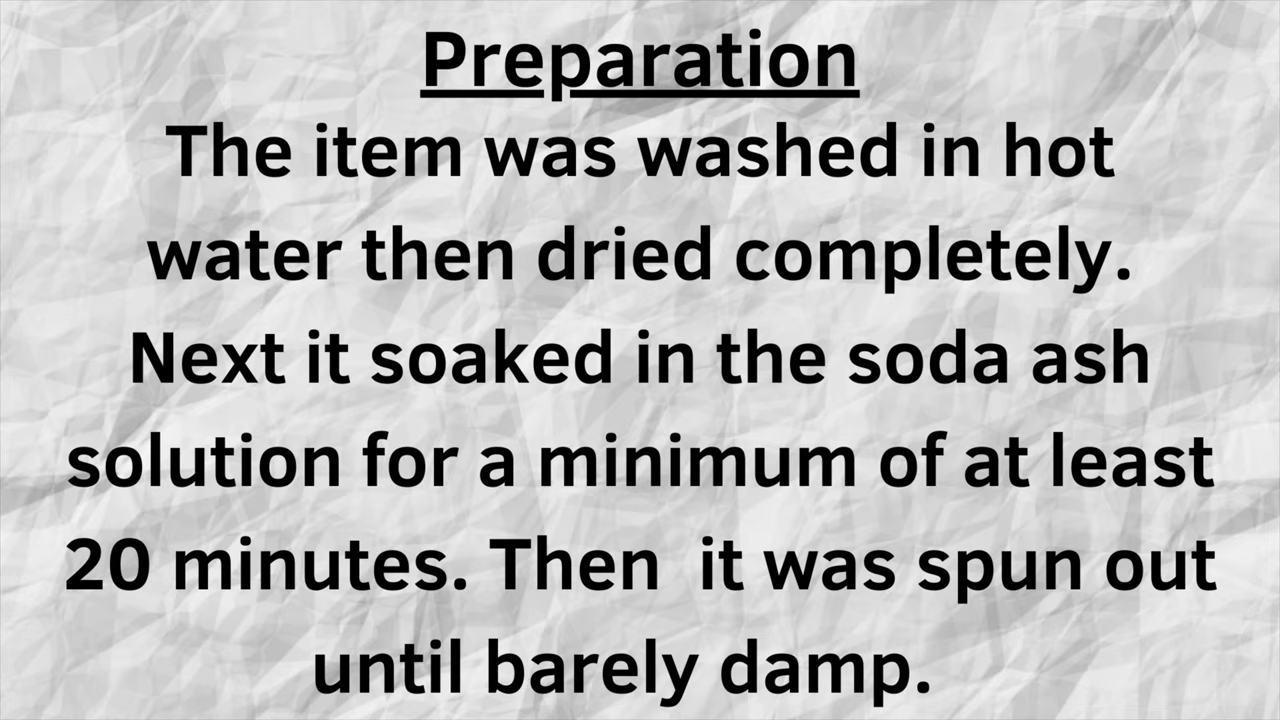 Preparation
The item was washed in hot
water then dried completely.
Next it soaked in the soda ash
solution for a minimum of at least
20 minutes. Then  it was spun out
until barely damp.